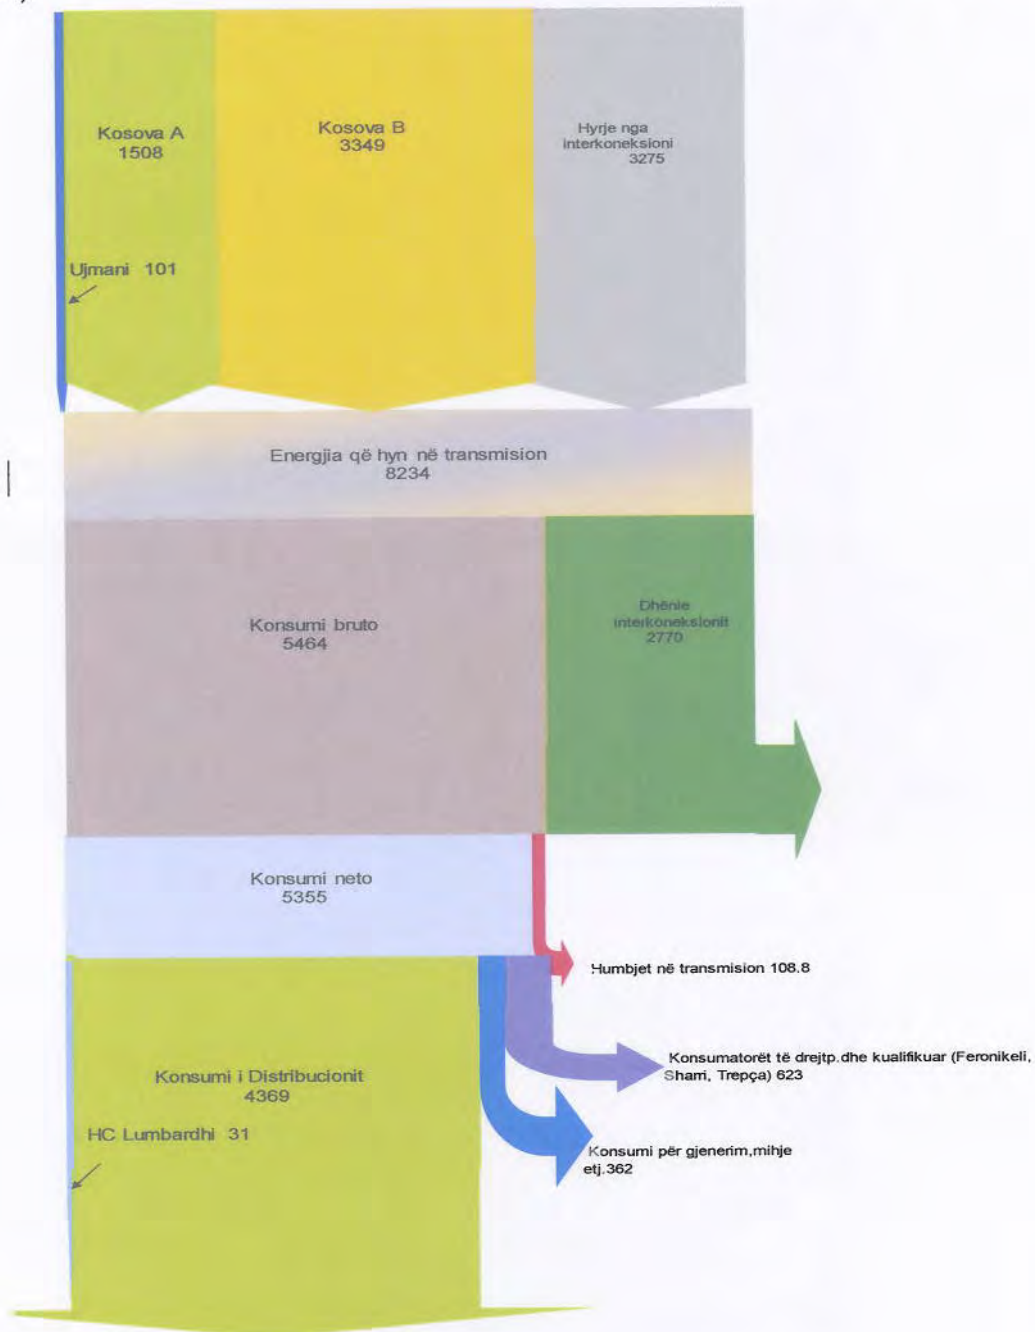 Kosova A
1508
Kosova B
3349
Hyrje nga
interkoneksioni
3275
Ujmani 101
Energjia që hyn në transmision
8234
Konsumi bruto
5464
Dhënie
interkoneksionit
2770
Konsumi neto
5355
Humbjet në transmision 108.8
Konsumatorët të drejtp.dhe kualifikuar (Feronikeli,
Sharri, Trepça) 623
Konsumi i Distribucionit
4369
HC Lumbardhi 31
Konsumi për gjenerim,mihje
etj.362